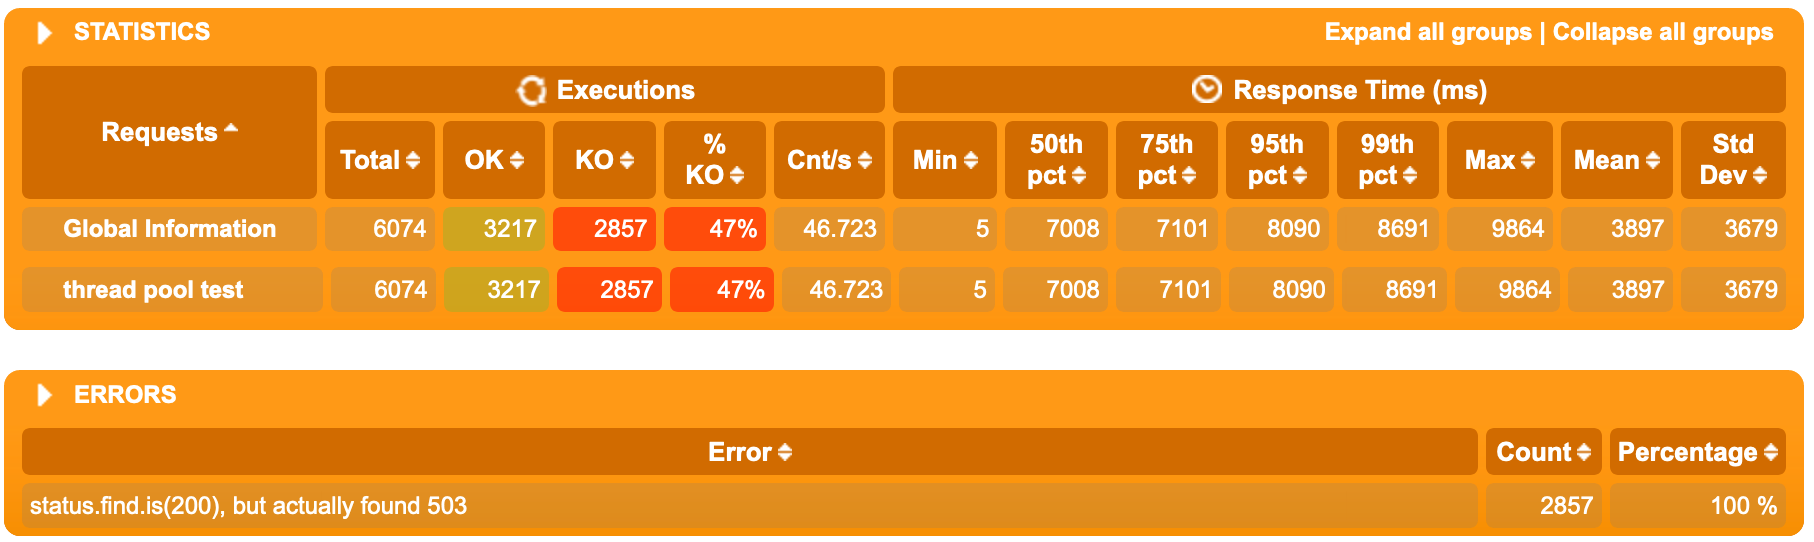 STATISTICS Expand all groups | Collapse all groups
Executions Response Time (ms)
Requests Total OK KO % KO Cnt/s Min 50th pct 75th pct 95th pct 99th pct Max Mean Std Dev
Global Information 6074 3217 2857 47% 46.723 5 7008 7101 8090 8691 9864 3897 3679
thread pool test 6074 3217 2857 47% 46.723 5 7008 7101 8090 8691 9864 3897 3679
ERRORS
Error Count Percentage
status.find.is(200), but actually found 503 2857 100 %